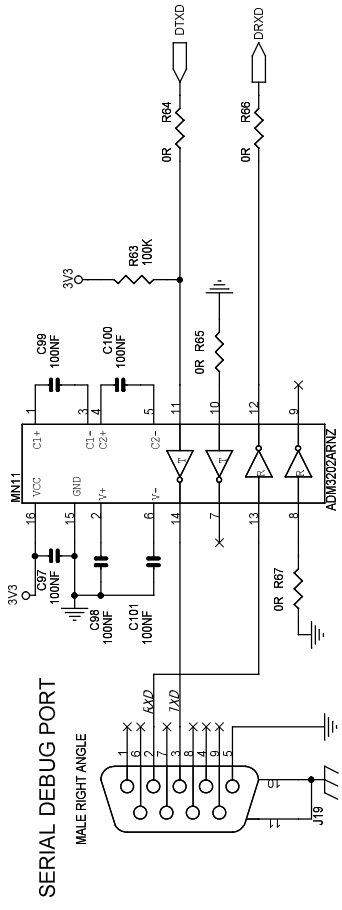 SERIAL DEBUG PORT
MALE RIGHT ANGLE
J19
11
10
1
6
2
7
3
8
4
9
5
RXD
TXD
3V3
C97
100NF
C98
100NF
C101
100NF
0R R67
MN11
ADM3202ARNZ
16
VCC
15
GND
2
V+
6
V-
14
7
13
8
T
T
R
R
1
C1+
3
C1-
4
C2+
5
C2-
11
10
12
9
C99
100NF
C100
100NF
3V3
R63
100K
0R R65
0R R64
DTXD
0R R66
DRXD